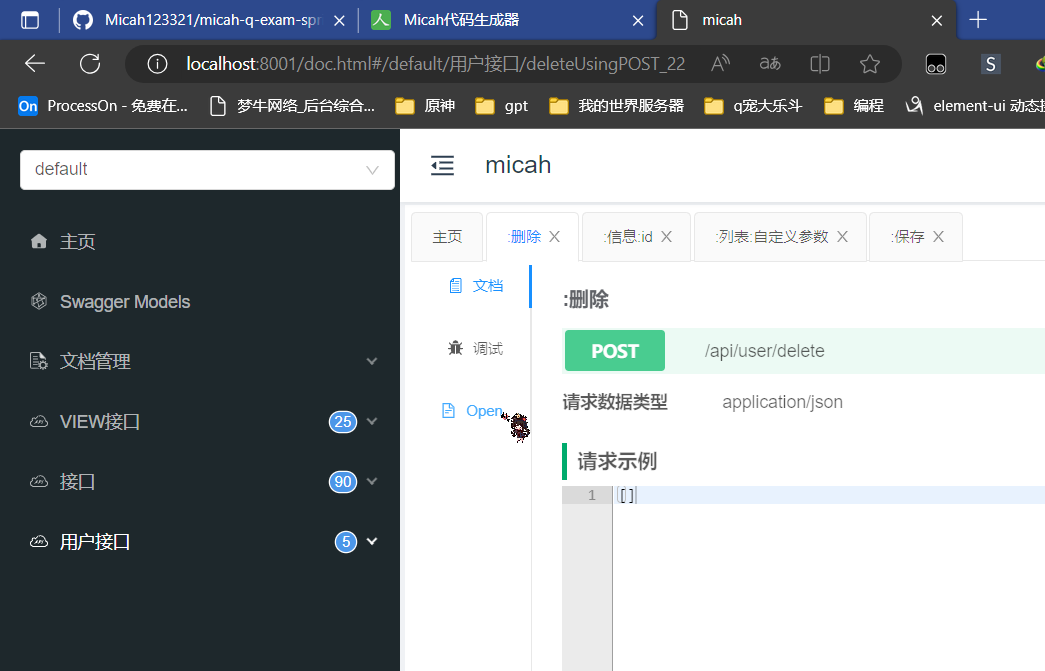 Micah123321/micah-q-exam-spr
Micah代码生成器
micah
localhost:8001/doc.html#/default/用户接口/deleteUsingPOST_22
ProcessOn - 免费在...
梦牛网络_后台综合...
原神
gpt
我的世界服务器
q宠大乐斗
编程
element-ui 动态
default
micah
主页
:删除
:信息:id
:列表:自定义参数
:保存
主页
Swagger Models
文档管理
VIEW接口 25
接口 90
用户接口 5
文档
调试
Open
:删除
POST /api/user/delete
请求数据类型 application/json
请求示例
1 []